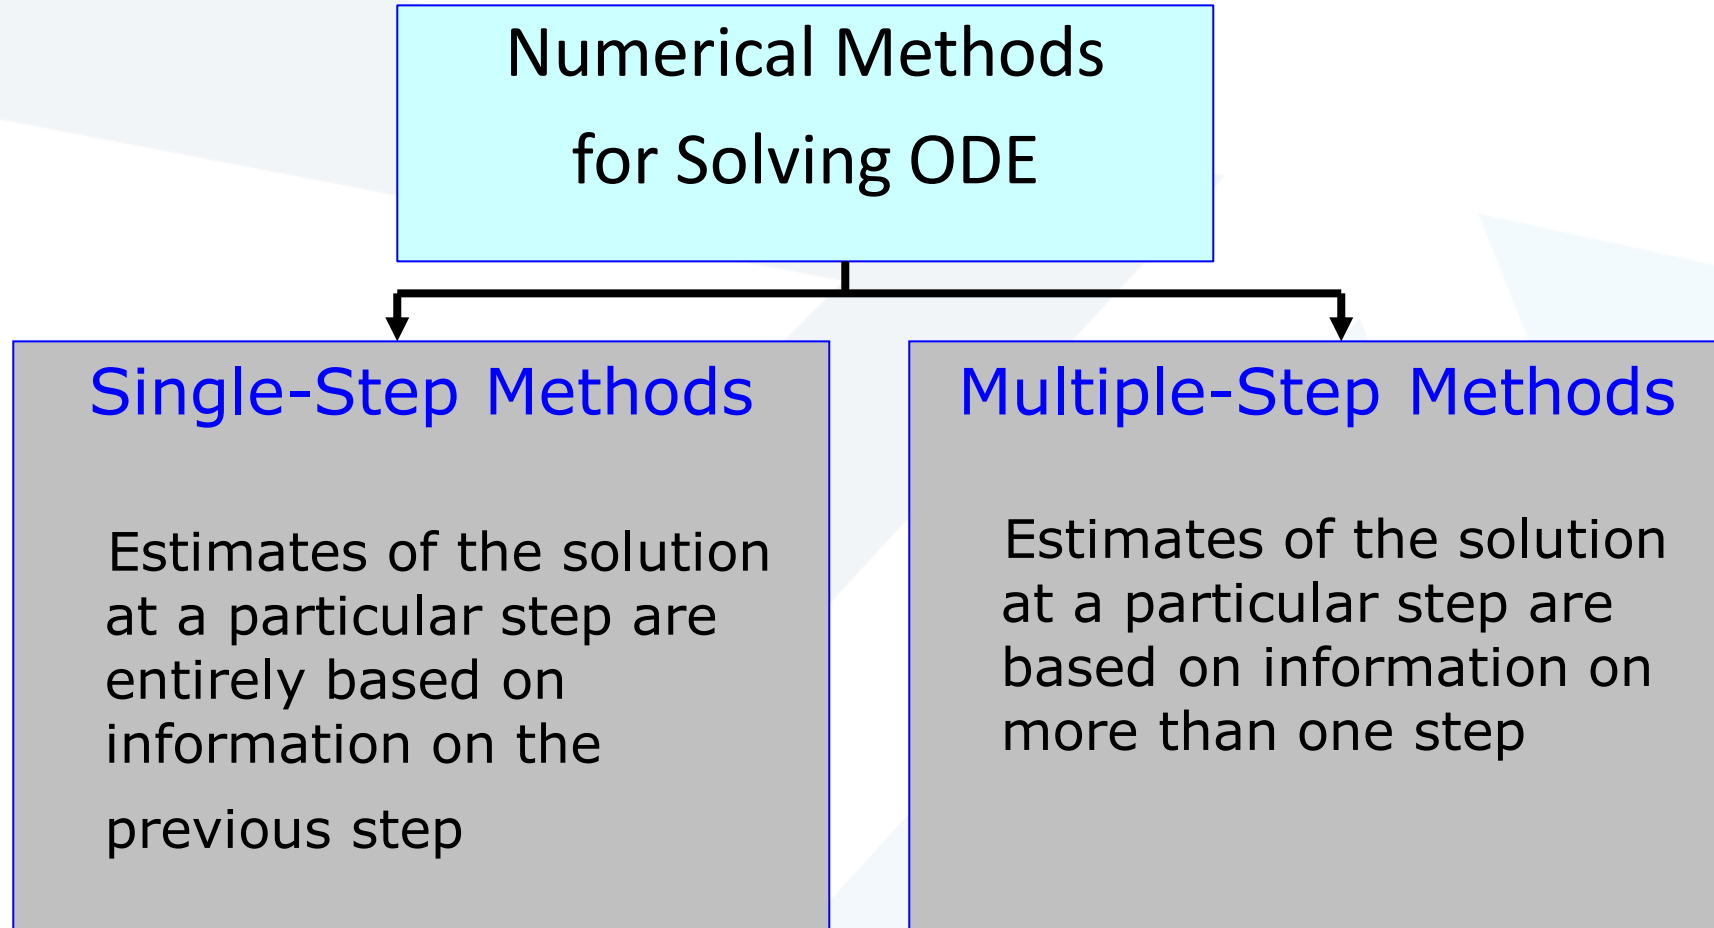 Numerical Methods
for Solving ODE
Single-Step Methods
Estimates of the solution
at a particular step are
entirely based on
information on the
previous step
Multiple-Step Methods
Estimates of the solution
at a particular step are
based on information on
more than one step